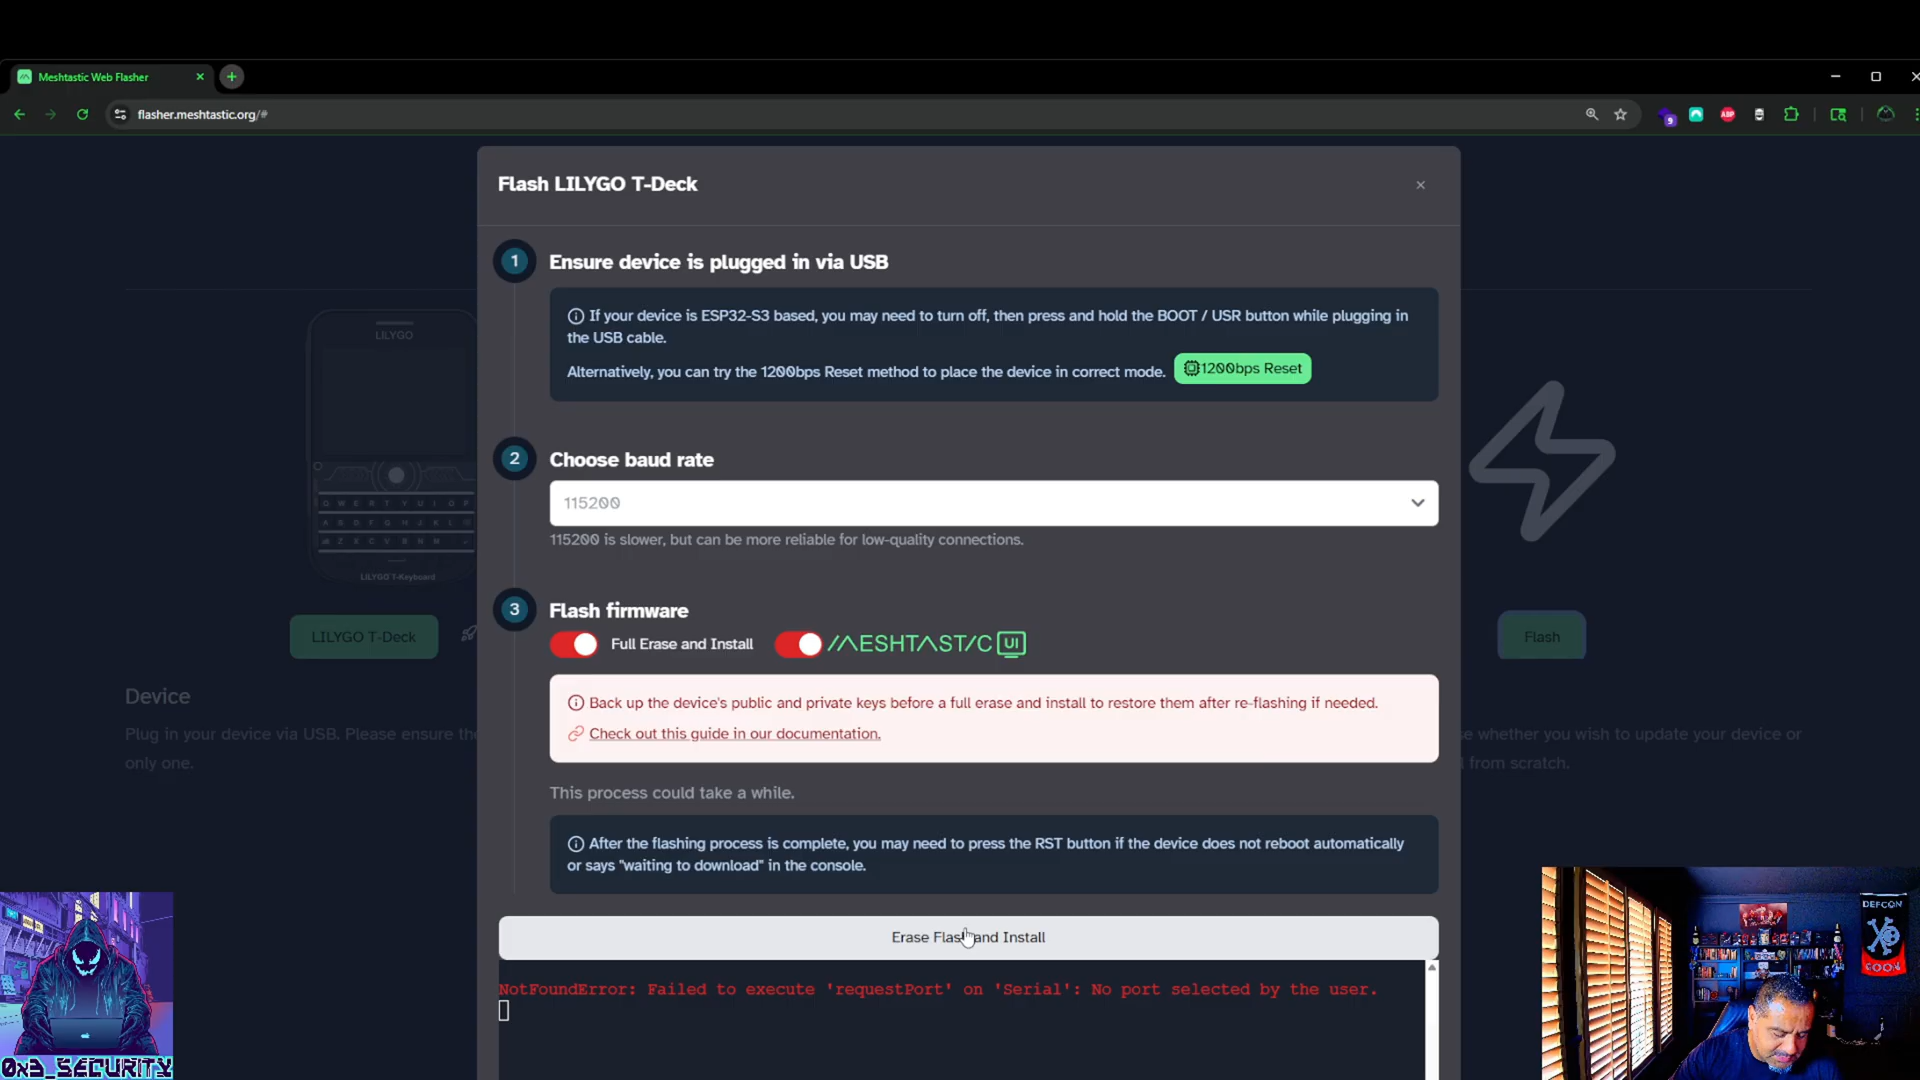 Meshtastic Web Flasher
flasher.meshtastic.org/#
9
ABP
Flash LILYGO T-Deck
1
Ensure device is plugged in via USB
If your device is ESP32-S3 based, you may need to turn off, then press and hold the BOOT / USR button while plugging in
the USB cable.
Alternatively, you can try the 1200bps Reset method to place the device in correct mode.
1200bps Reset
2
Choose baud rate
115200
115200 is slower, but can be more reliable for low-quality connections.
3
Flash firmware
Full Erase and Install
MESHTASTIC UI
Back up the device's public and private keys before a full erase and install to restore them after re-flashing if needed.
Check out this guide in our documentation.
This process could take a while.
After the flashing process is complete, you may need to press the RST button if the device does not reboot automatically
or says "waiting to download" in the console.
Erase Flash and Install
NotFoundError: Failed to execute 'requestPort' on 'Serial': No port selected by the user.
LILYGO
LILYGO T-Keyboard
LILYGO T-Deck
Device
Plug in your device via USB. Please ensure the
only one.
Flash
se whether you wish to update your device or
l from scratch.
0x3_SECURITY
DEFCON
GOON